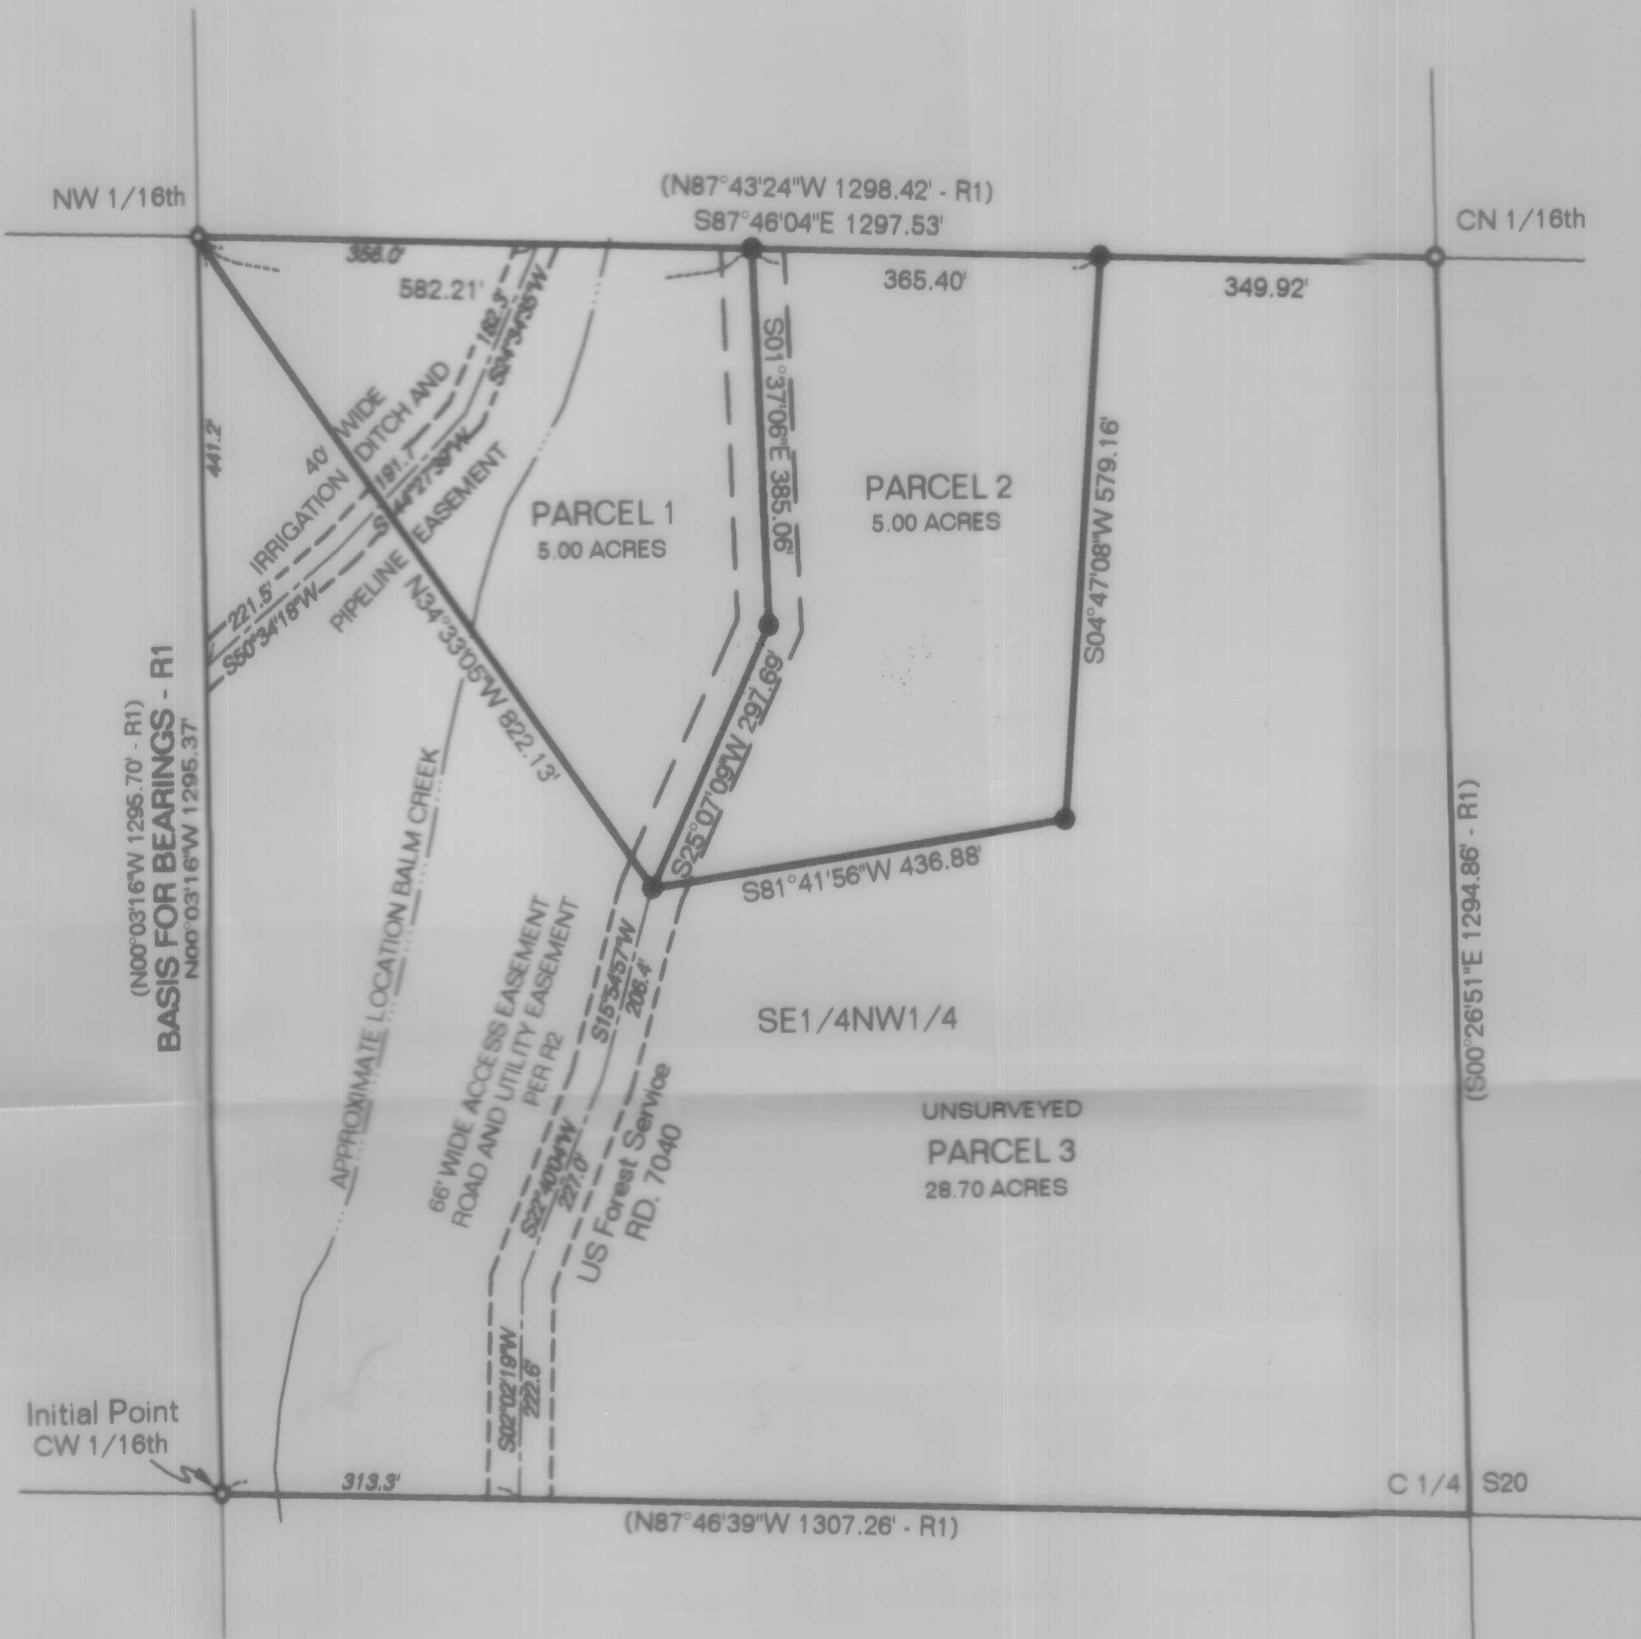 (N87°43'24"W 1298.42' - R1)
S87°46'04"E 1297.53'
NW 1/16th
CN 1/16th
356.0'
582.21'
365.40'
349.92'
182.3'
S24°34'35"W
40' WIDE
IRRIGATION DITCH AND
PIPELINE EASEMENT
191.7'
S44°27'30"W
441.2'
221.5'
S50°34'18"W
N34°33'05"W 822.13'
PARCEL 1
5.00 ACRES
S01°37'06"E 385.06'
PARCEL 2
5.00 ACRES
S04°47'08"W 579.16'
S25°07'09"W 297.69'
S81°41'56"W 436.88'
(N00°03'16"W 1295.70' - R1)
BASIS FOR BEARINGS - R1
N00°03'16"W 1295.37'
APPROXIMATE LOCATION BALM CREEK
66' WIDE ACCESS EASEMENT
ROAD AND UTILITY EASEMENT
PER R2
S15°54'57"W
206.4'
S22°40'04"W
227.0'
US Forest Service
RD. 7040
S02°02'19"W
222.6'
SE1/4NW1/4
UNSURVEYED
PARCEL 3
28.70 ACRES
(S00°26'51"E 1294.86' - R1)
Initial Point
CW 1/16th
313.3'
C 1/4
S20
(N87°46'39"W 1307.26' - R1)